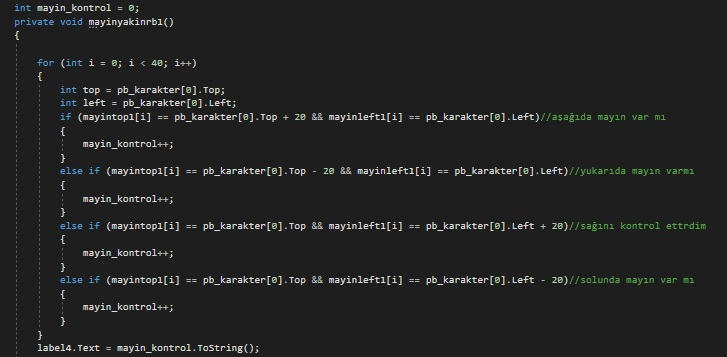 int mayin_kontrol = 0;
private void mayinyakinrb1()
{
for (int i = 0; i < 40; i++)
{
int top = pb_karakter[0].Top;
int left = pb_karakter[0].Left;
if (mayintop1[i] == pb_karakter[0].Top + 20 && mayinleft1[i] == pb_karakter[0].Left)//aşağıda mayın var mı
{
mayin_kontrol++;
}
else if (mayintop1[i] == pb_karakter[0].Top - 20 && mayinleft1[i] == pb_karakter[0].Left)//yukarıda mayın varmı
{
mayin_kontrol++;
}
else if (mayintop1[i] == pb_karakter[0].Top && mayinleft1[i] == pb_karakter[0].Left + 20)//sağını kontrol ettrdim
{
mayin_kontrol++;
}
else if (mayintop1[i] == pb_karakter[0].Top && mayinleft1[i] == pb_karakter[0].Left - 20)//solunda mayın var mı
{
mayin_kontrol++;
}
}
label4.Text = mayin_kontrol.ToString();